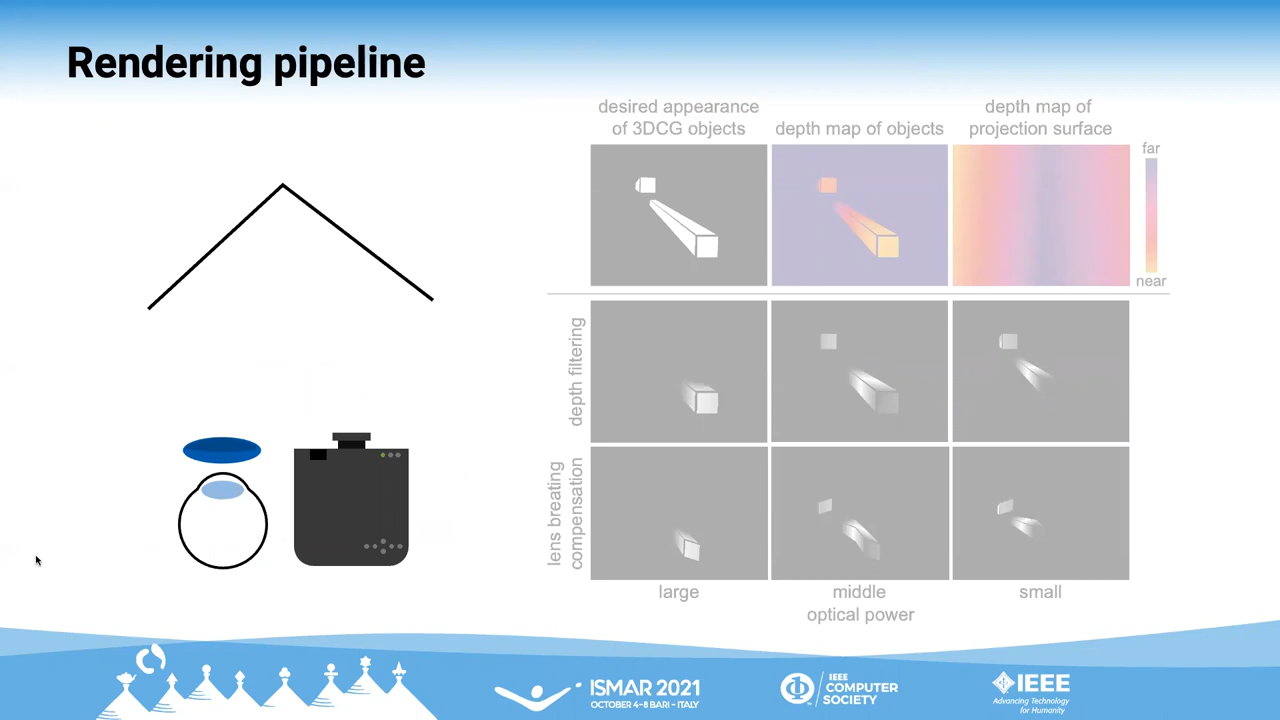 Rendering pipeline
desired appearance
of 3DCG objects
depth map of objects
depth map of
projection surface
far
near
depth filtering
lens breating
compensation
large
middle
small
optical power
ISMAR 2021
OCTOBER 4-8 BARI - ITALY
IEEE
COMPUTER
SOCIETY
IEEE
Advancing Technology
for Humanity